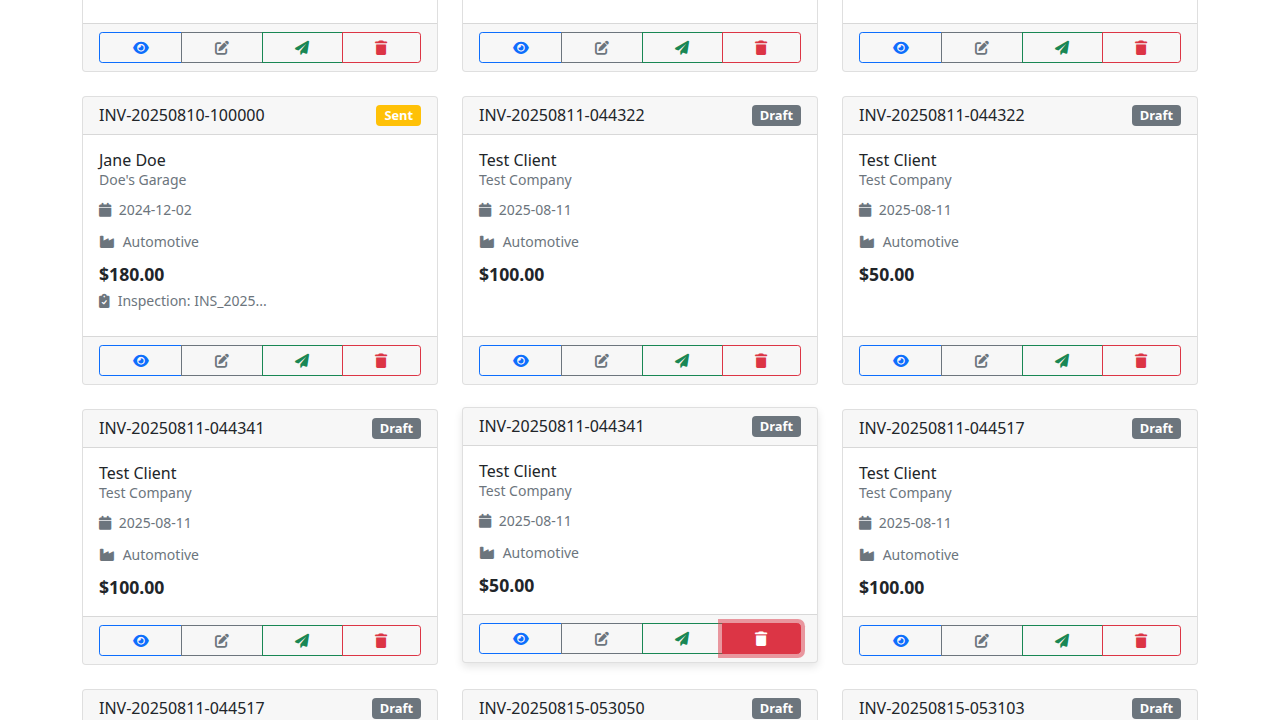 INV-20250810-100000 Sent
Jane Doe
Doe's Garage
2024-12-02
Automotive
$180.00
Inspection: INS_2025...
INV-20250811-044322 Draft
Test Client
Test Company
2025-08-11
Automotive
$100.00
INV-20250811-044322 Draft
Test Client
Test Company
2025-08-11
Automotive
$50.00
INV-20250811-044341 Draft
Test Client
Test Company
2025-08-11
Automotive
$100.00
INV-20250811-044341 Draft
Test Client
Test Company
2025-08-11
Automotive
$50.00
INV-20250811-044517 Draft
Test Client
Test Company
2025-08-11
Automotive
$100.00
INV-20250811-044517 Draft
INV-20250815-053050 Draft
INV-20250815-053103 Draft